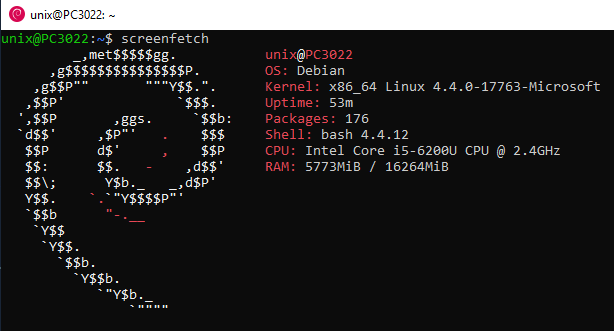 unix@PC3022: ~
unix@PC3022:~$ screenfetch
         _,met$$$$$gg.           unix@PC3022
      ,g$$$$$$$$$$$$$$$P.        OS: Debian
    ,g$$P""       """Y$$.".      Kernel: x86_64 Linux 4.4.0-17763-Microsoft
   ,$$P'              `$$$.      Uptime: 53m
 ',$$P       ,ggs.     `$$b:     Packages: 176
 `d$$'     ,$P"'   .    $$$      Shell: bash 4.4.12
  $$P      d$'     ,    $$P      CPU: Intel Core i5-6200U CPU @ 2.4GHz
  $$:      $$.   -    ,d$$'      RAM: 5773MiB / 16264MiB
  $$\;      Y$b._   _,d$P'
  Y$$.    `.`"Y$$$$P"'
  `$$b      "-.__
   `Y$$
    `Y$$.
      `$$b.
        `Y$$b.
           `"Y$b._
               `""""